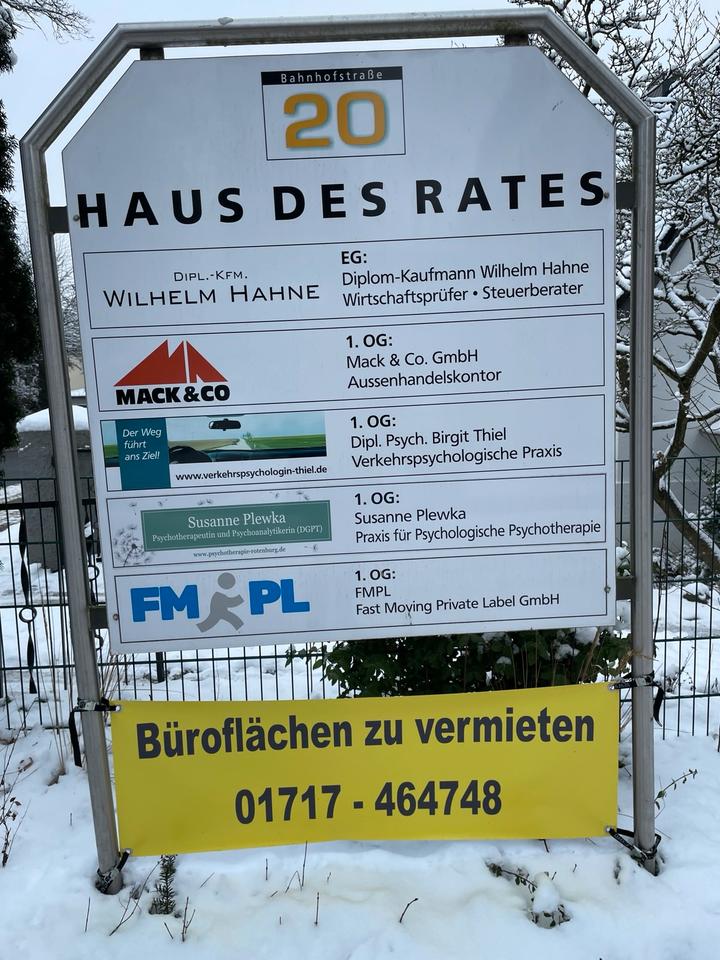 Bahnhofstraße
20
HAUS DES RATES
DIPL.-KFM.
WILHELM HAHNE
EG:
Diplom-Kaufmann Wilhelm Hahne
Wirtschaftsprüfer • Steuerberater
MACK & CO
1. OG:
Mack & Co. GmbH
Aussenhandelskontor
Der Weg
führt
ans Ziel!
www.verkehrspsychologin-thiel.de
1. OG:
Dipl. Psych. Birgit Thiel
Verkehrspsychologische Praxis
Susanne Plewka
Psychotherapeutin und Psychoanalytikerin (DGPT)
www.psychotherapie-rotenburg.de
1. OG:
Susanne Plewka
Praxis für Psychologische Psychotherapie
FM PL
1. OG:
FMPL
Fast Moving Private Label GmbH
Büroflächen zu vermieten
01717 - 464748